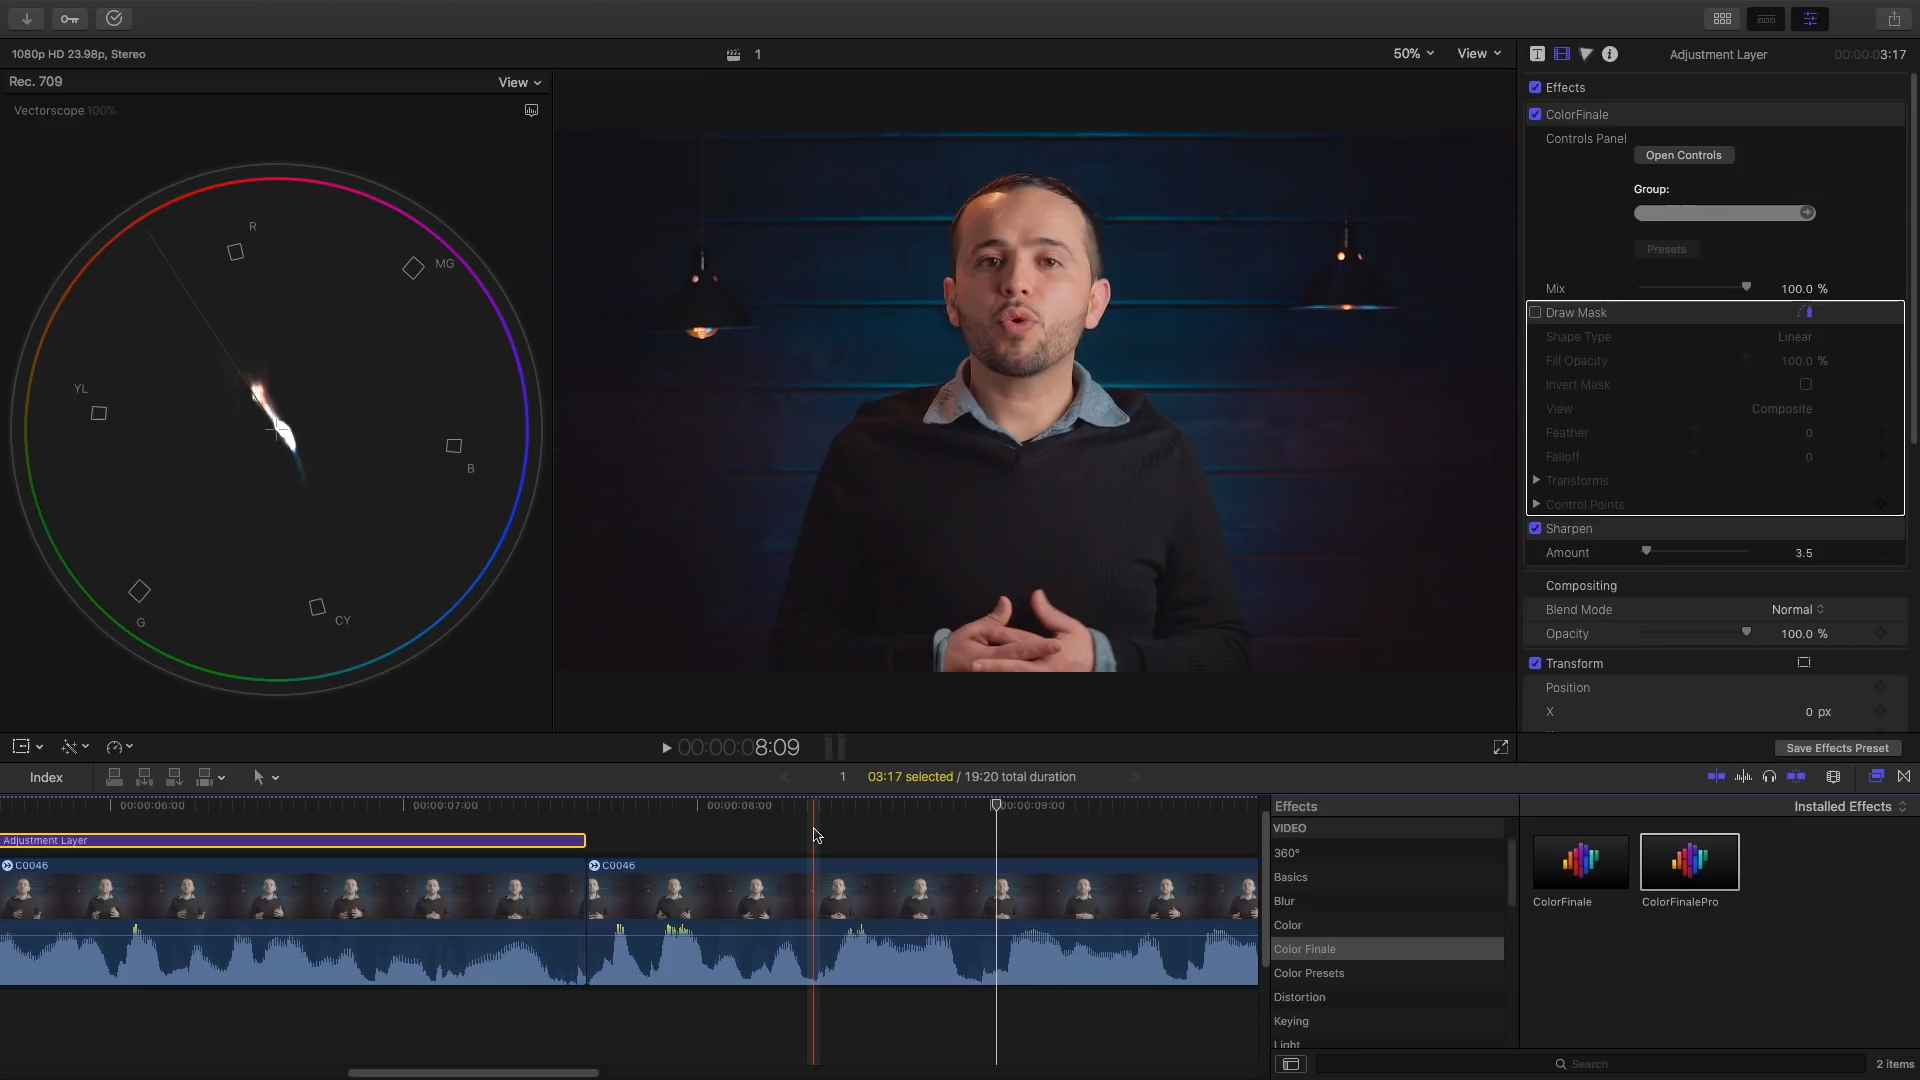 1080p HD 23.98p, Stereo
1
50%
View
Adjustment Layer
00:00:03:17
Rec. 709
View
Vectorscope 100%
R
MG
YL
B
G
CY
Effects
ColorFinale
Controls Panel
Open Controls
Group:
Presets
Mix
100.0 %
Draw Mask
Shape Type
Linear
Fill Opacity
100.0 %
Invert Mask
View
Composite
Feather
0
Falloff
0
Transforms
Control Points
Sharpen
Amount
3.5
Compositing
Blend Mode
Normal
Opacity
100.0 %
Transform
Position
X
0 px
Save Effects Preset
00:00:08:09
Index
1
03:17 selected / 19:20 total duration
00:00:06:00
00:00:07:00
00:00:08:00
00:00:09:00
Adjustment Layer
C0046
C0046
Effects
Installed Effects
VIDEO
360°
Basics
Blur
Color
Color Finale
Color Presets
Distortion
Keying
Light
ColorFinale
ColorFinalePro
Search
2 items